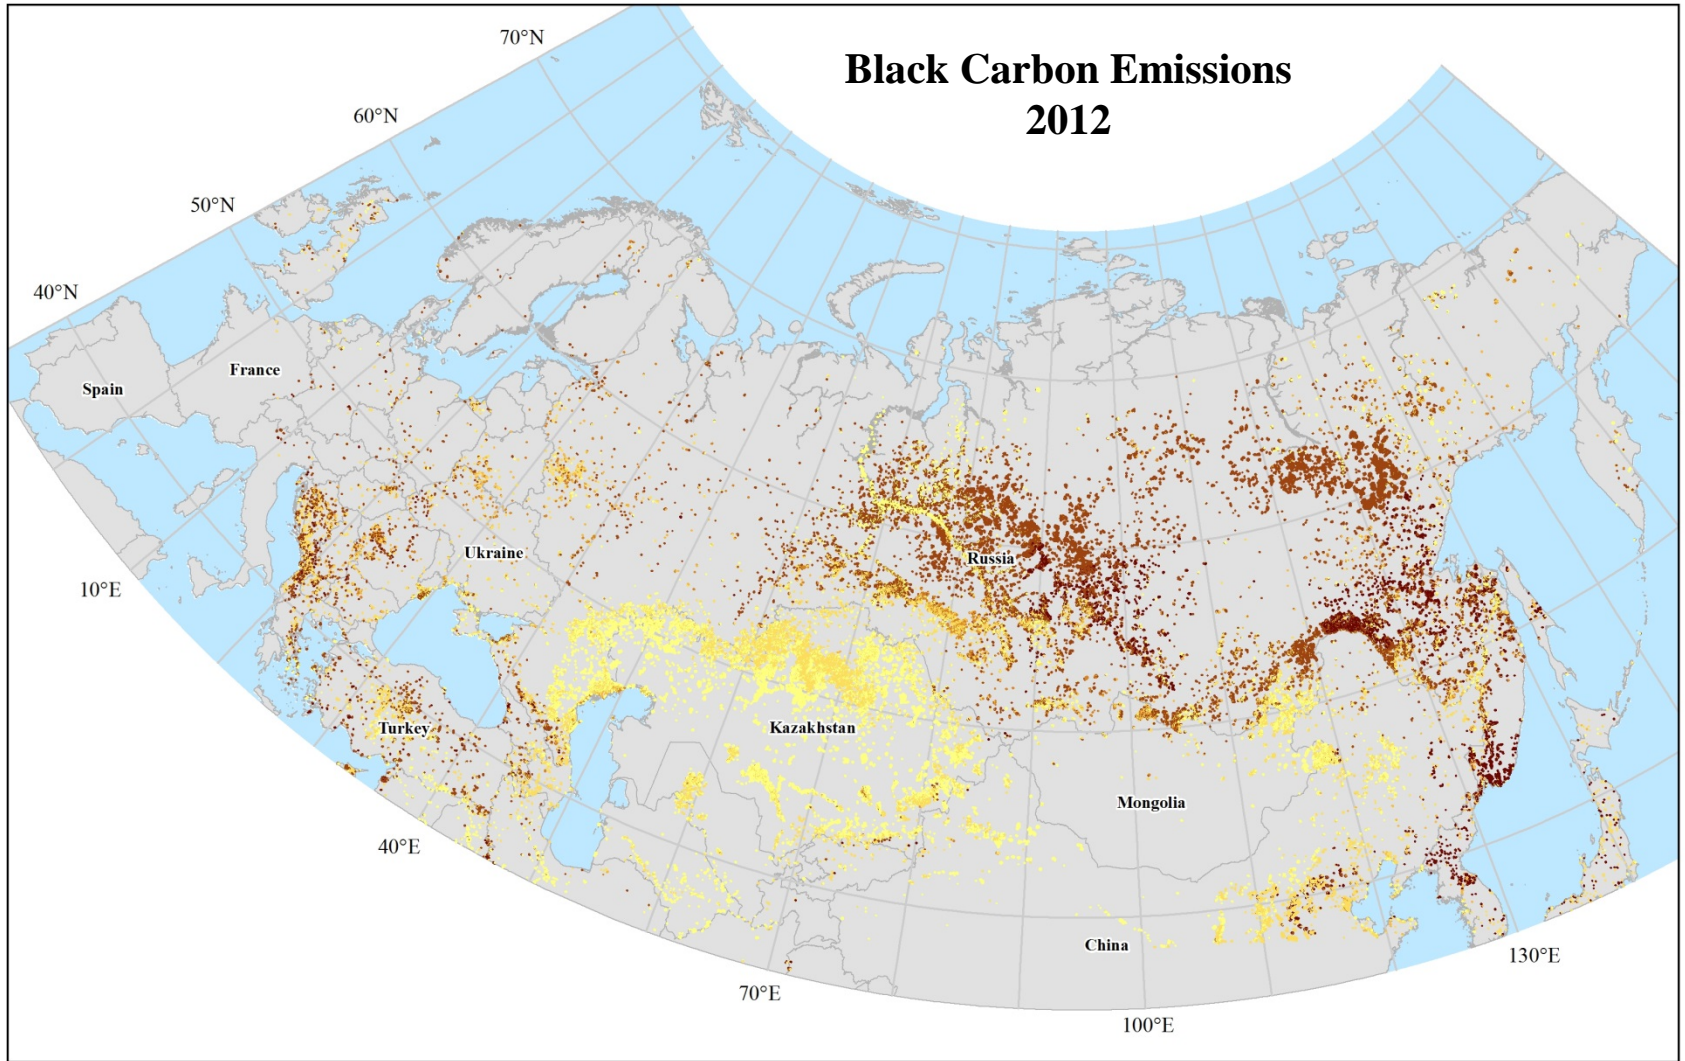 Black Carbon Emissions
2012
70°N
60°N
50°N
40°N
Spain
France
Ukraine
Russia
10°E
Turkey
Kazakhstan
Mongolia
40°E
China
130°E
70°E
100°E